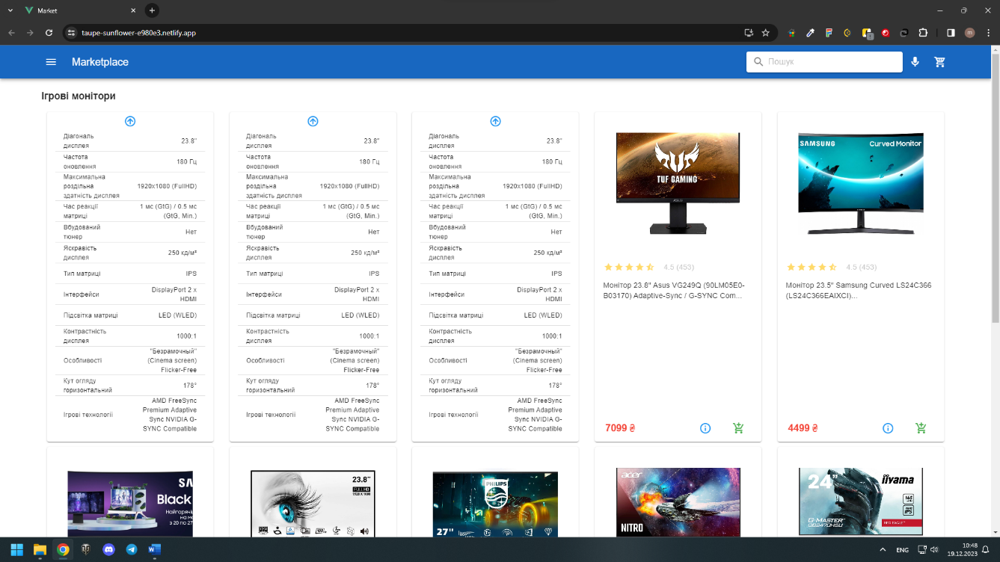 Market
taupe-sunflower-e980e3.netlify.app
m
Marketplace
Пошук
Ігрові монітори
Діагональ
дисплея
23.8"
Частота
оновлення
180 Гц
Максимальна
роздільна
здатність дисплея
1920x1080 (FullHD)
Час реакції
матриці
1 мс (GtG) / 0.5 мс
(GtG, Min.)
Вбудований
тюнер
Нет
Яскравість
дисплея
250 кд/м²
Тип матриці
IPS
Інтерфейси
DisplayPort 2 x
HDMI
Підсвітка матриці
LED (WLED)
Контрастність
дисплея
1000:1
Особливості
"Безрамочный"
(Cinema screen)
Flicker-Free
Кут огляду
горизонтальний
178°
Ігрові технології
AMD FreeSync
Premium Adaptive
Sync NVIDIA G-
SYNC Compatible
Діагональ
дисплея
23.8"
Частота
оновлення
180 Гц
Максимальна
роздільна
здатність дисплея
1920x1080 (FullHD)
Час реакції
матриці
1 мс (GtG) / 0.5 мс
(GtG, Min.)
Вбудований
тюнер
Нет
Яскравість
дисплея
250 кд/м²
Тип матриці
IPS
Інтерфейси
DisplayPort 2 x
HDMI
Підсвітка матриці
LED (WLED)
Контрастність
дисплея
1000:1
Особливості
"Безрамочный"
(Cinema screen)
Flicker-Free
Кут огляду
горизонтальний
178°
Ігрові технології
AMD FreeSync
Premium Adaptive
Sync NVIDIA G-
SYNC Compatible
Діагональ
дисплея
23.8"
Частота
оновлення
180 Гц
Максимальна
роздільна
здатність дисплея
1920x1080 (FullHD)
Час реакції
матриці
1 мс (GtG) / 0.5 мс
(GtG, Min.)
Вбудований
тюнер
Нет
Яскравість
дисплея
250 кд/м²
Тип матриці
IPS
Інтерфейси
DisplayPort 2 x
HDMI
Підсвітка матриці
LED (WLED)
Контрастність
дисплея
1000:1
Особливості
"Безрамочный"
(Cinema screen)
Flicker-Free
Кут огляду
горизонтальний
178°
Ігрові технології
AMD FreeSync
Premium Adaptive
Sync NVIDIA G-
SYNC Compatible
TUF GAMING
4.5 (453)
Монітор 23.8" Asus VG249Q (90LM05E0-
B03170) Adaptive-Sync / G-SYNC Com...
7099 ₴
SAMSUNG
Curved Monitor
4.5 (453)
Монітор 23.5" Samsung Curved LS24C366
(LS24C366EAIXCI)...
4499 ₴
SA
Black
Найгарячі
на мо
з 20 по 27
23.8"
FULL HD
1920 X 1080
PHILIPS
27"
acer
NITRO
24"
iiyama
165
IPS
G-MASTER
GB2470HSU
RED EAGLE
ENG
10:48
19.12.2023